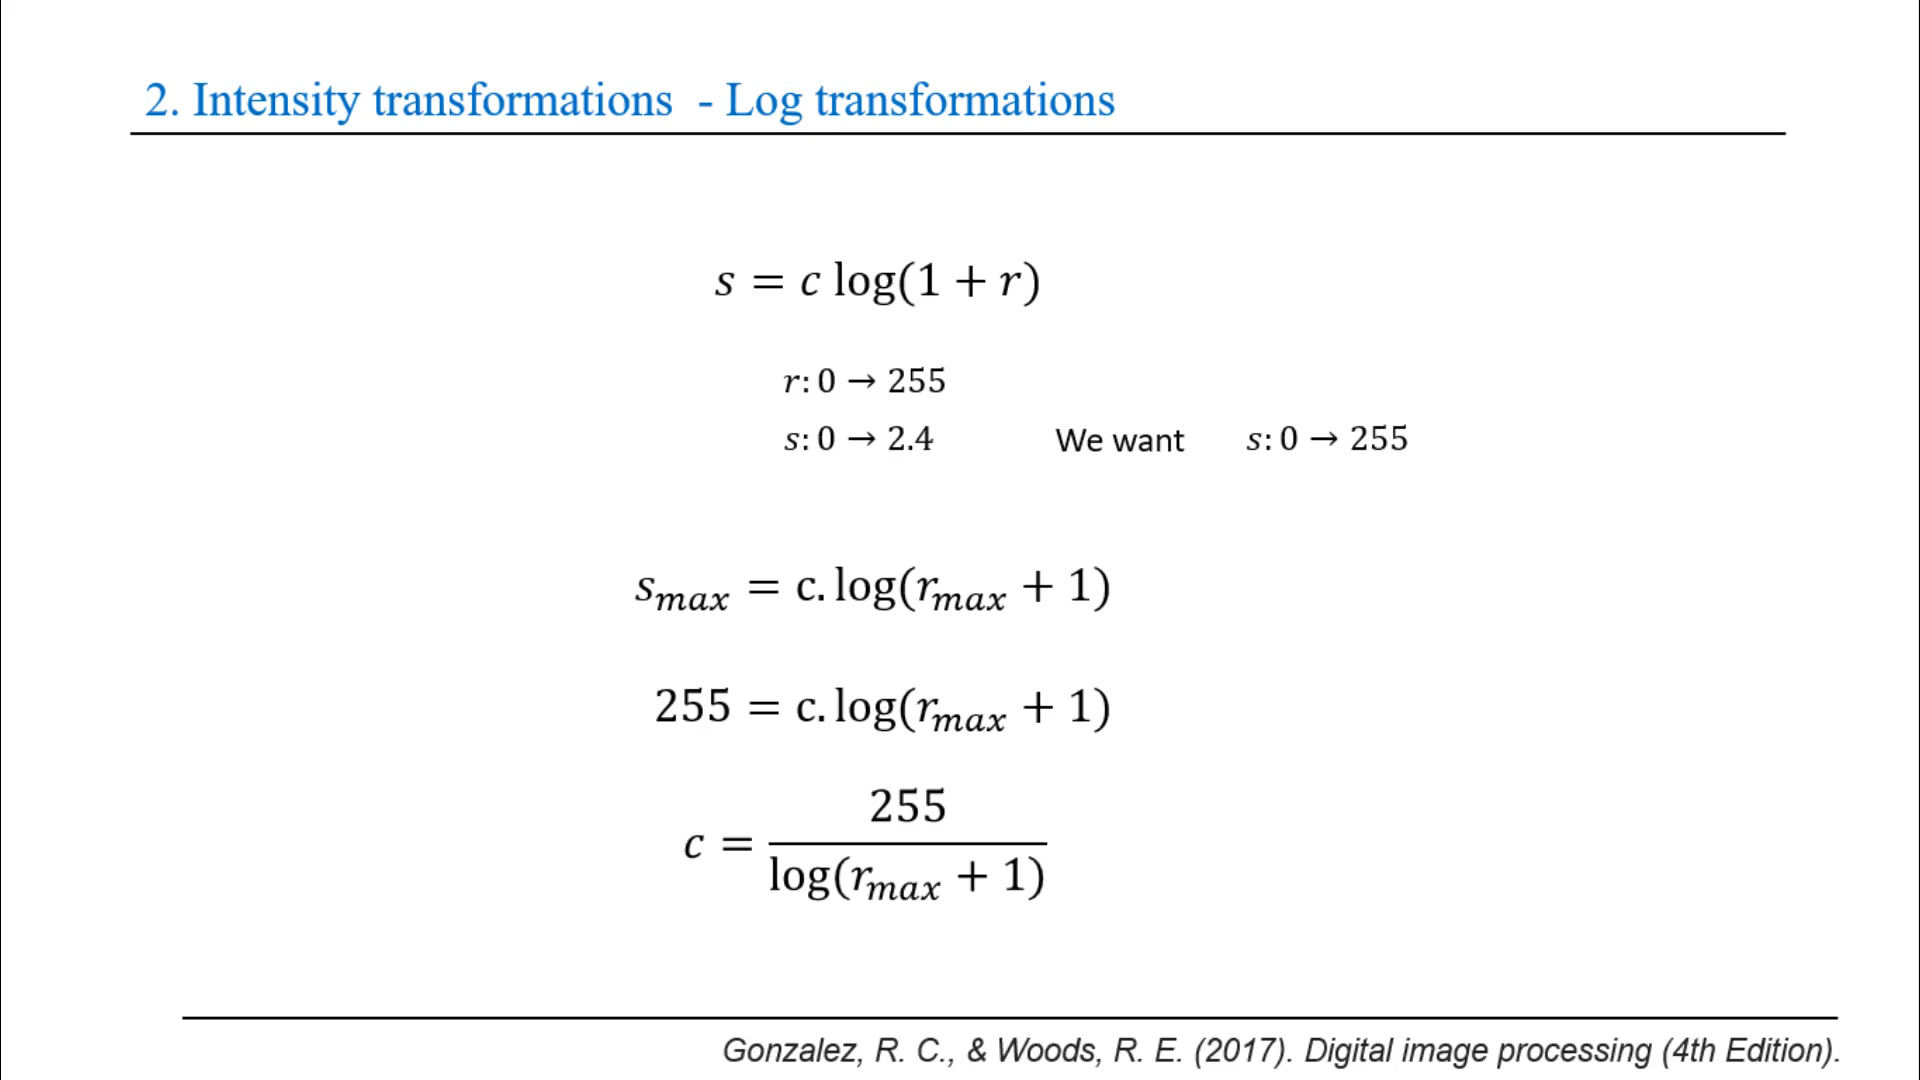 2. Intensity transformations - Log transformations
s = c log(1 + r)
r: 0 → 255
s: 0 → 2.4 We want s: 0 → 255
s_max = c. log(r_max + 1)
255 = c. log(r_max + 1)
c = 255 / log(r_max + 1)
Gonzalez, R. C., & Woods, R. E. (2017). Digital image processing (4th Edition).